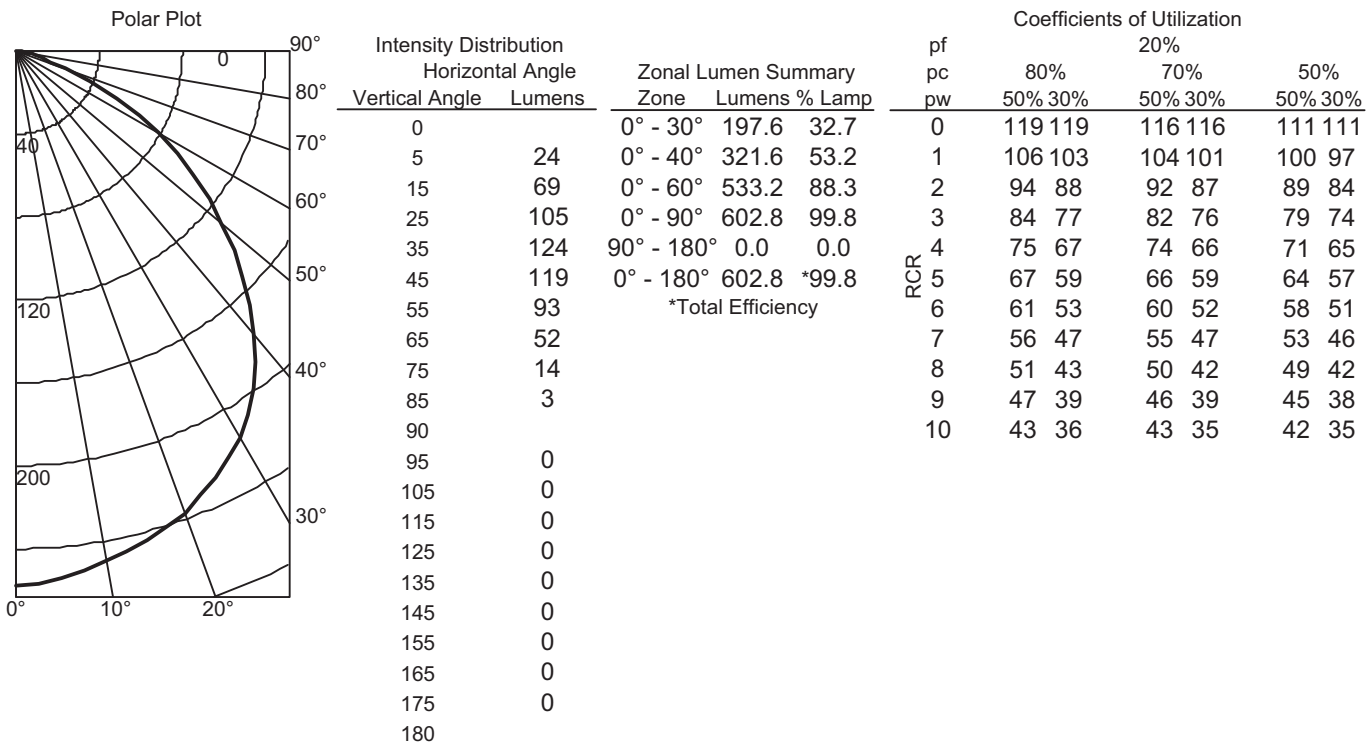 Polar Plot
90°
0
80°
40
70°
60°
50°
120
40°
200
30°
0° 10° 20°
Intensity Distribution
Horizontal Angle
Vertical Angle Lumens
0
5 24
15 69
25 105
35 124
45 119
55 93
65 52
75 14
85 3
90
95 0
105 0
115 0
125 0
135 0
145 0
155 0
165 0
175 0
180
Zonal Lumen Summary
Zone Lumens % Lamp
0° - 30° 197.6 32.7
0° - 40° 321.6 53.2
0° - 60° 533.2 88.3
0° - 90° 602.8 99.8
90° - 180° 0.0 0.0
0° - 180° 602.8 *99.8
*Total Efficiency
Coefficients of Utilization
pf 20%
pc 80% 70% 50%
pw 50% 30% 50% 30% 50% 30%
RCR
0 119 119 116 116 111 111
1 106 103 104 101 100 97
2 94 88 92 87 89 84
3 84 77 82 76 79 74
4 75 67 74 66 71 65
5 67 59 66 59 64 57
6 61 53 60 52 58 51
7 56 47 55 47 53 46
8 51 43 50 42 49 42
9 47 39 46 39 45 38
10 43 36 43 35 42 35